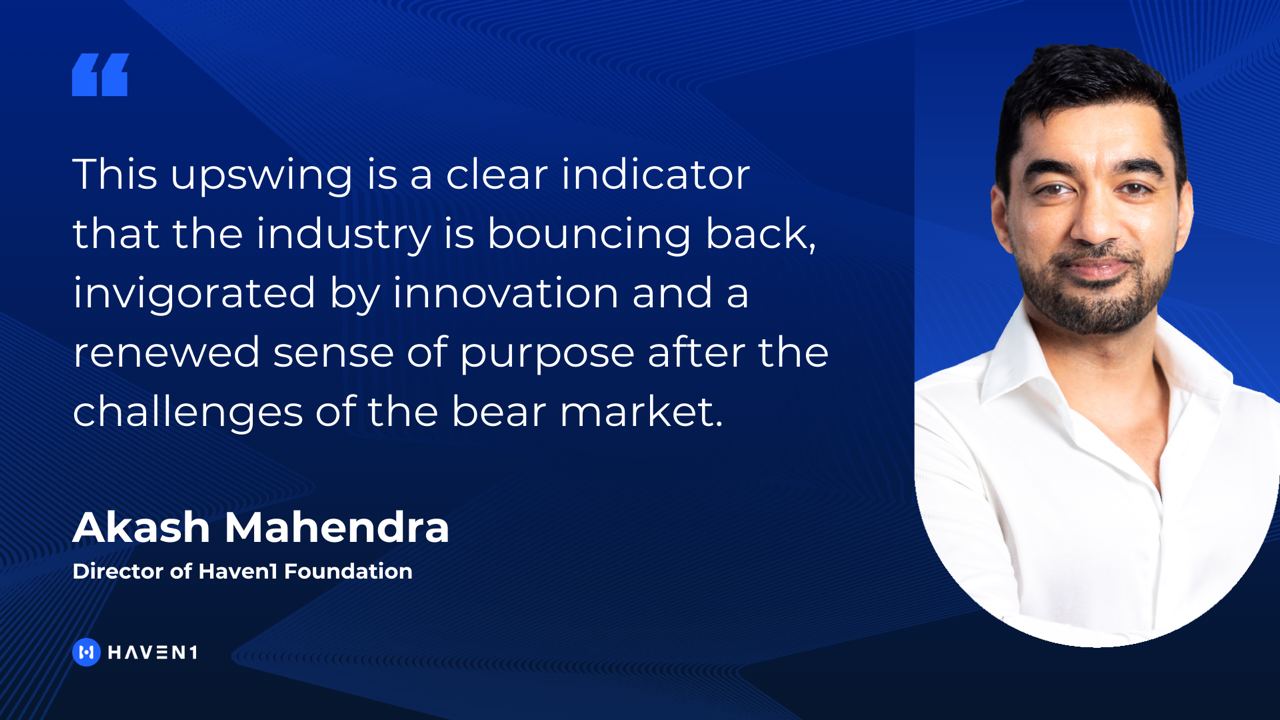 This upswing is a clear indicator
that the industry is bouncing back,
invigorated by innovation and a
renewed sense of purpose after the
challenges of the bear market.
Akash Mahendra
Director of Haven1 Foundation
HAVEN1